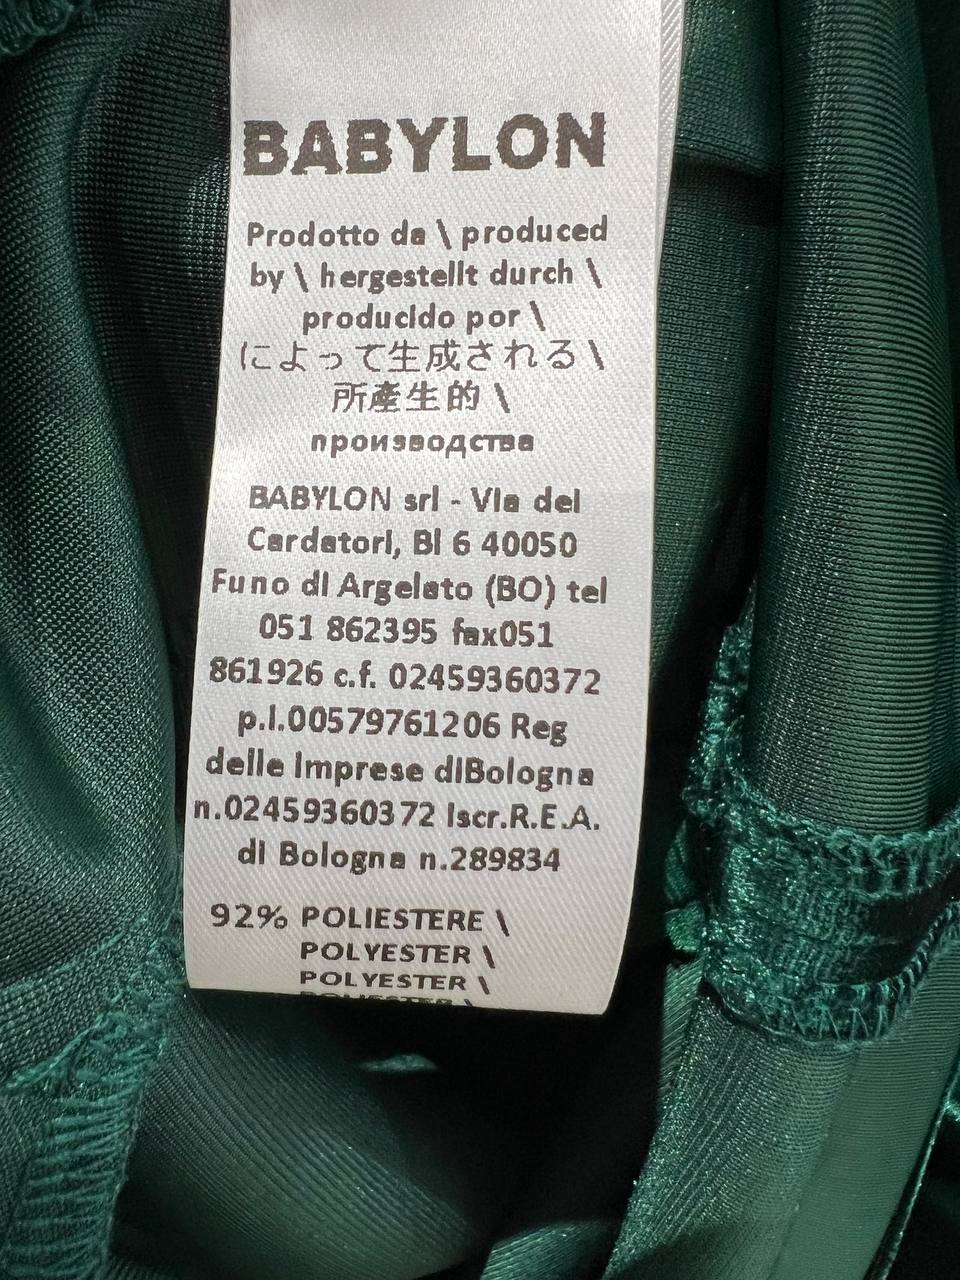 BABYLON
Prodotto da \ produced
by \ hergestellt durch \
producido por \
によって生成される \
所產生的 \
производства
BABYLON srl - Via del
Cardatori, Bl 6 40050
Funo di Argelato (BO) tel
051 862395 fax051
861926 c.f. 02459360372
p.i.00579761206 Reg
delle Imprese diBologna
n.02459360372 Iscr.R.E.A.
di Bologna n.289834
92% POLIESTERE \
POLYESTER \
POLYESTER \
POLIESTER \